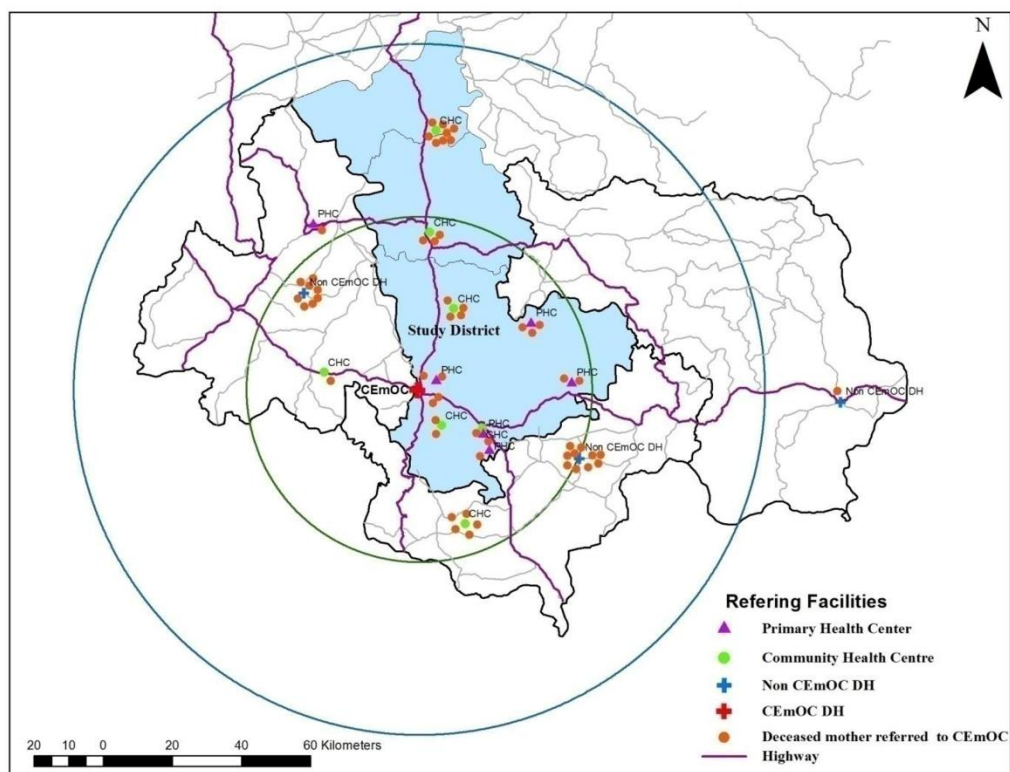 N
CHC
PHC
CHC
Non CEmOC DH
CHC
PHC
Study District
CHC
PHC
CEmOC
Non CEmOC DH
CHC
PHC
CHC
PHC
Non CEmOC DH
CHC
Refering Facilities
Primary Health Center
Community Health Centre
Non CEmOC DH
CEmOC DH
Deceased mother referred to CEmOC
Highway
20 10 0 20 40 60 Kilometers